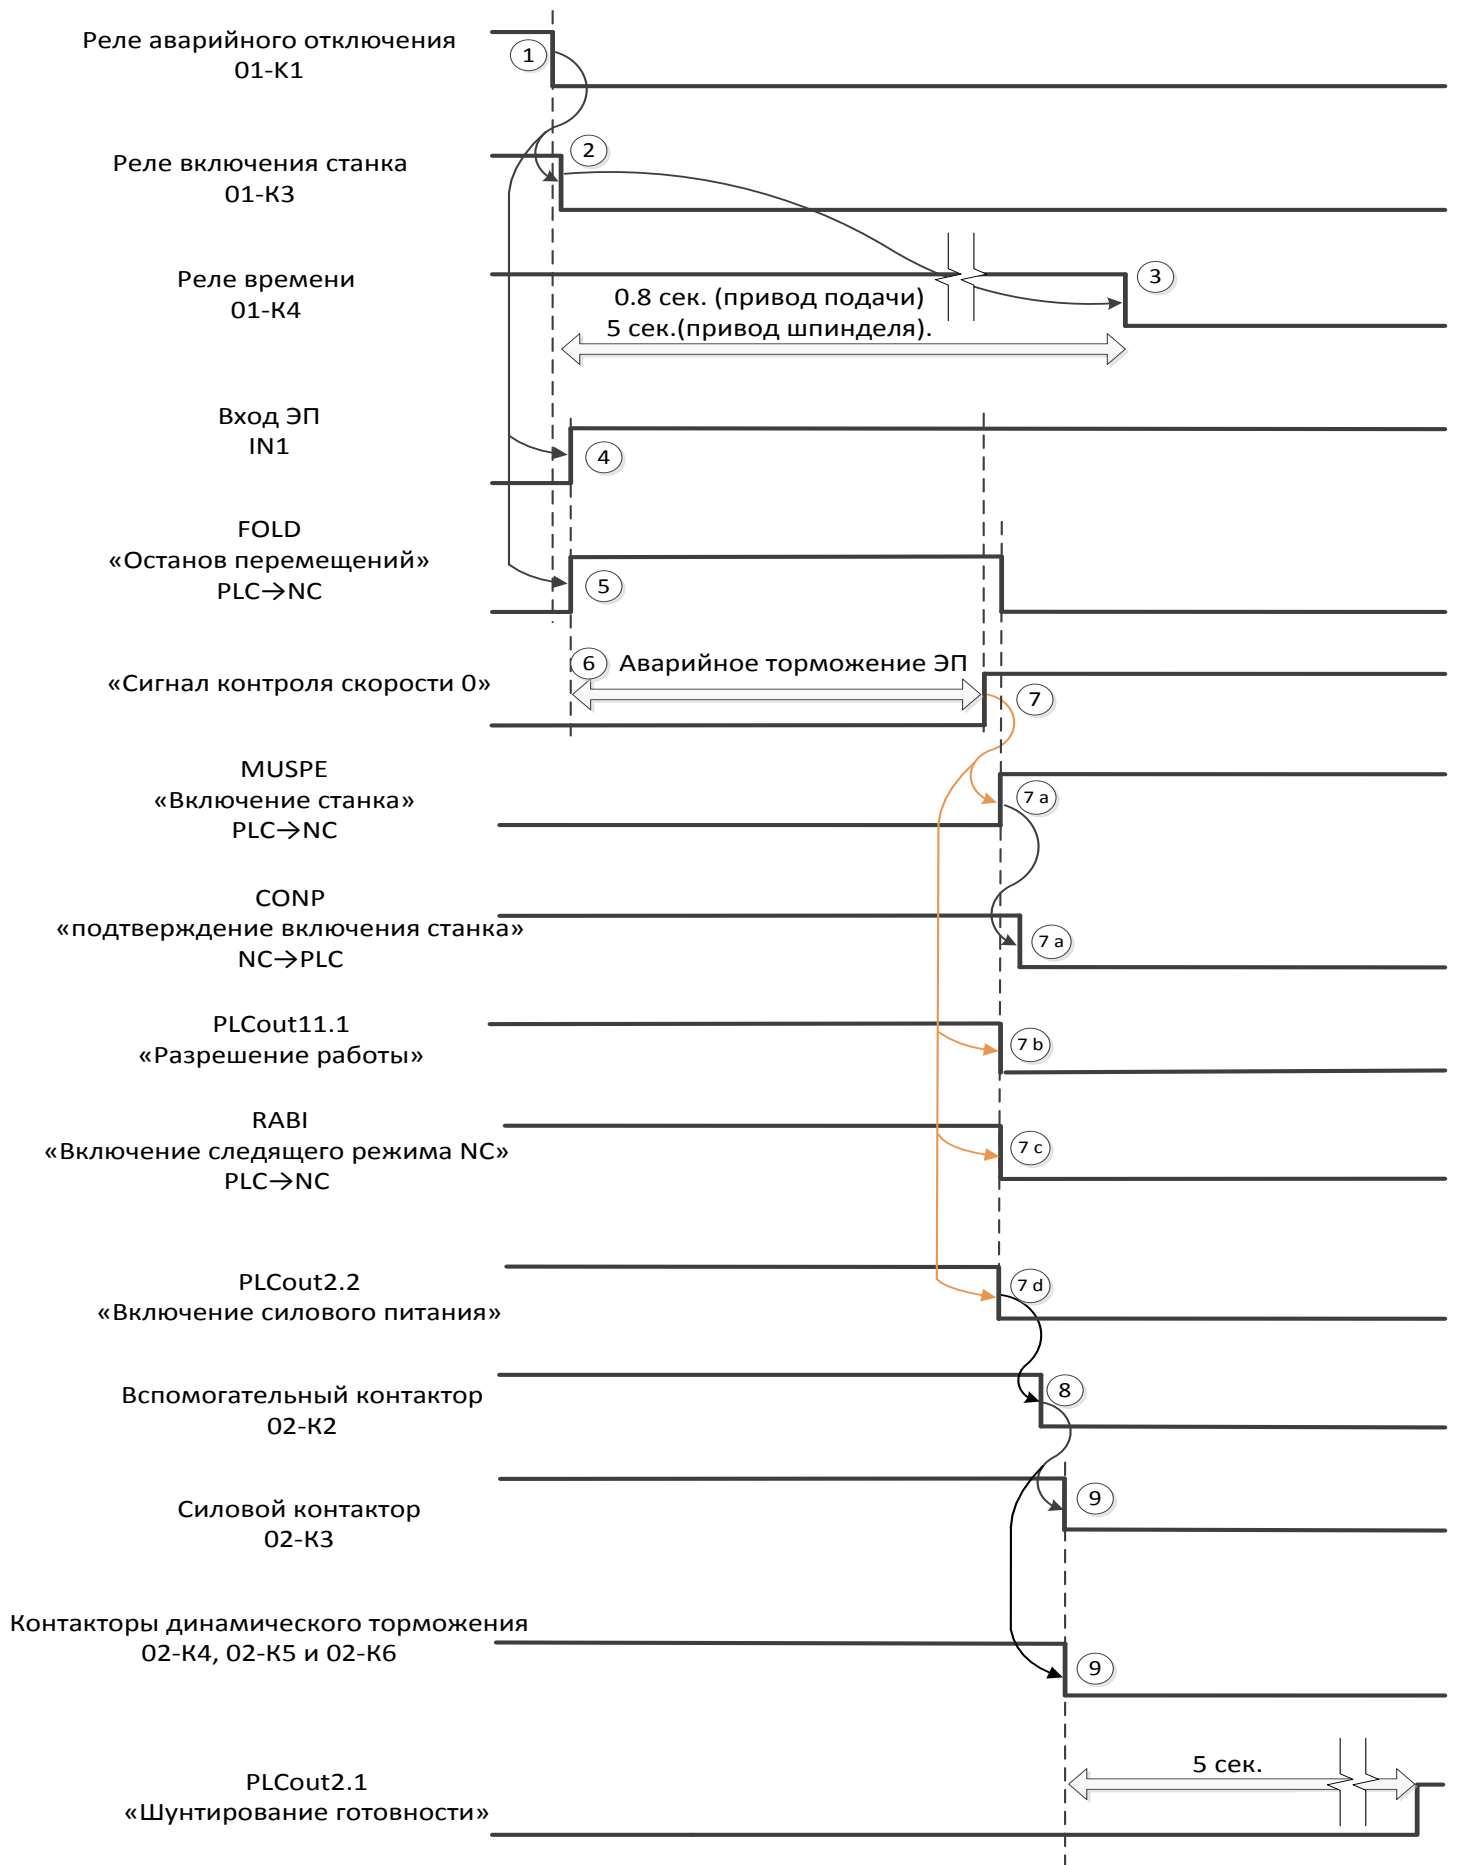 Реле аварийного отключения
01-К1
1
Реле включения станка
01-К3
2
Реле времени
01-К4
3
0.8 сек. (привод подачи)
5 сек.(привод шпинделя).
Вход ЭП
IN1
4
FOLD
«Останов перемещений»
PLC→NC
5
6
Аварийное торможение ЭП
«Сигнал контроля скорости 0»
7
MUSPE
«Включение станка»
PLC→NC
7 a
CONP
«подтверждение включения станка»
NC→PLC
7 a
PLCout11.1
«Разрешение работы»
7 b
RABI
«Включение следящего режима NC»
PLC→NC
7 c
PLCout2.2
«Включение силового питания»
7 d
Вспомогательный контактор
02-К2
8
Силовой контактор
02-К3
9
Контакторы динамического торможения
02-К4, 02-К5 и 02-К6
9
5 сек.
PLCout2.1
«Шунтирование готовности»